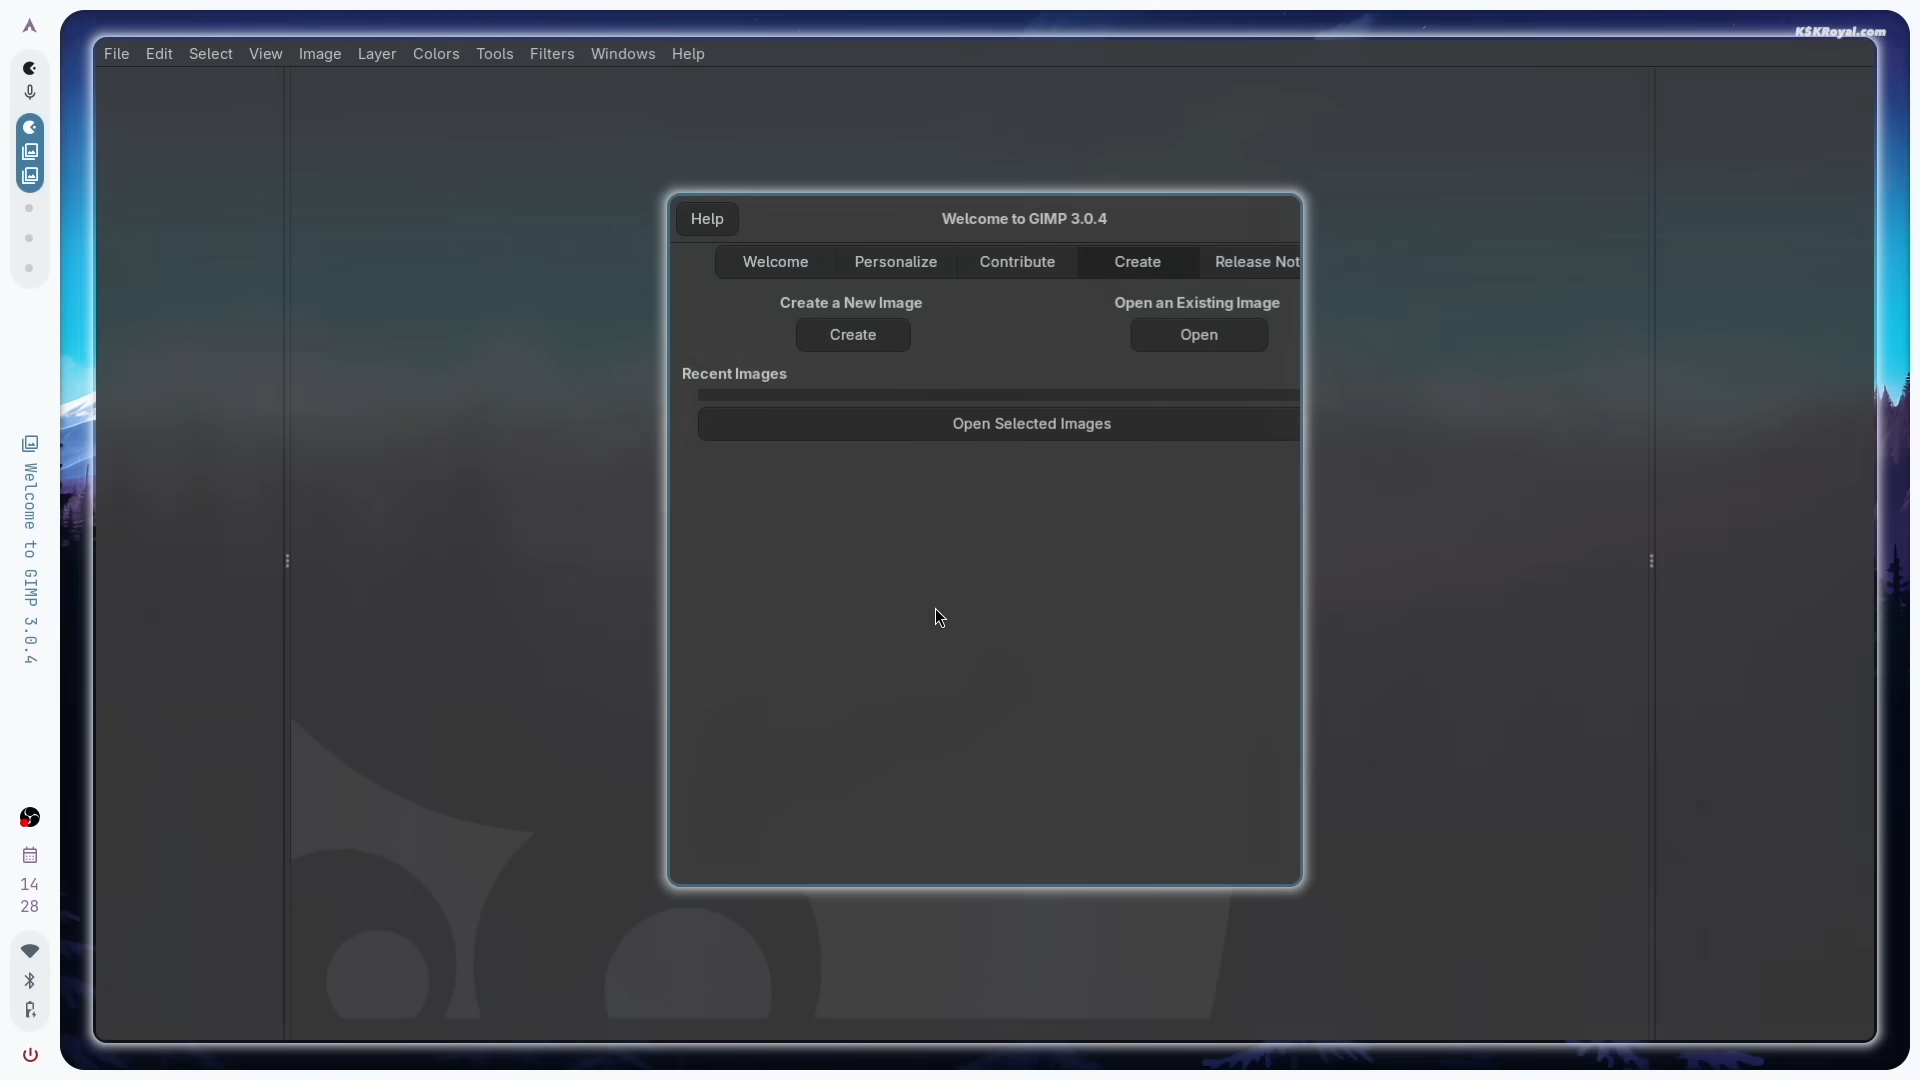 KSKRoyal.com
File Edit Select View Image Layer Colors Tools Filters Windows Help
Help
Welcome to GIMP 3.0.4
Welcome Personalize Contribute Create Release Not
Create a New Image
Open an Existing Image
Create
Open
Recent Images
Open Selected Images
Welcome to GIMP 3.0.4
14
28